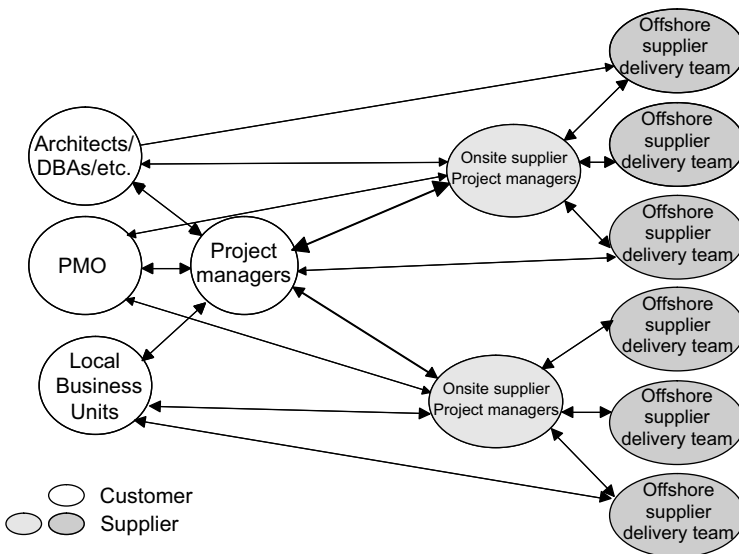 Offshore
supplier
delivery team
Architects/
DBAs/etc.
Onsite supplier
Project managers
Offshore
supplier
delivery team
PMO
Project
managers
Offshore
supplier
delivery team
Offshore
supplier
delivery team
Local
Business
Units
Onsite supplier
Project managers
Offshore
supplier
delivery team
Offshore
supplier
delivery team
Customer
Supplier